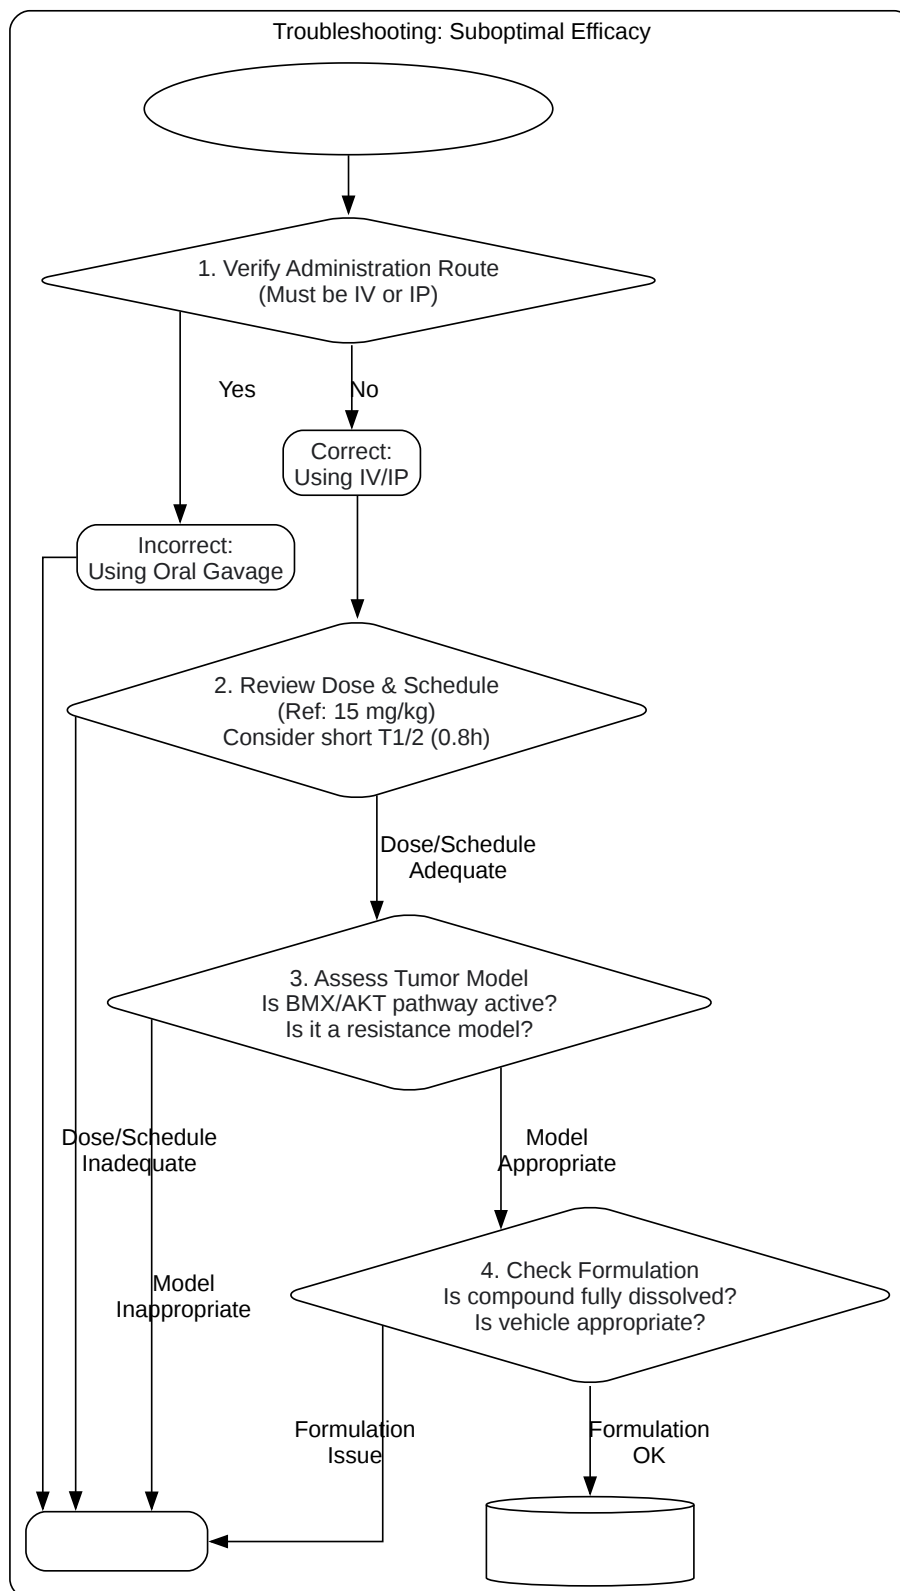 Troubleshooting: Suboptimal Efficacy
1. Verify Administration Route
(Must be IV or IP)
Yes
No
Correct:
Using IV/IP
Incorrect:
Using Oral Gavage
2. Review Dose & Schedule
(Ref: 15 mg/kg)
Consider short T1/2 (0.8h)
Dose/Schedule
Adequate
3. Assess Tumor Model
Is BMX/AKT pathway active?
Is it a resistance model?
Dose/Schedule
Inadequate
Model
Appropriate
Model
Inappropriate
4. Check Formulation
Is compound fully dissolved?
Is vehicle appropriate?
Formulation
Issue
Formulation
OK